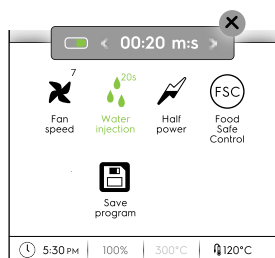 00:20 m:s
7
20s
FSC
Fan
speed
Water
injection
Half
power
Food
Safe
Control
Save
program
5:30 PM
100%
300°C
120°C